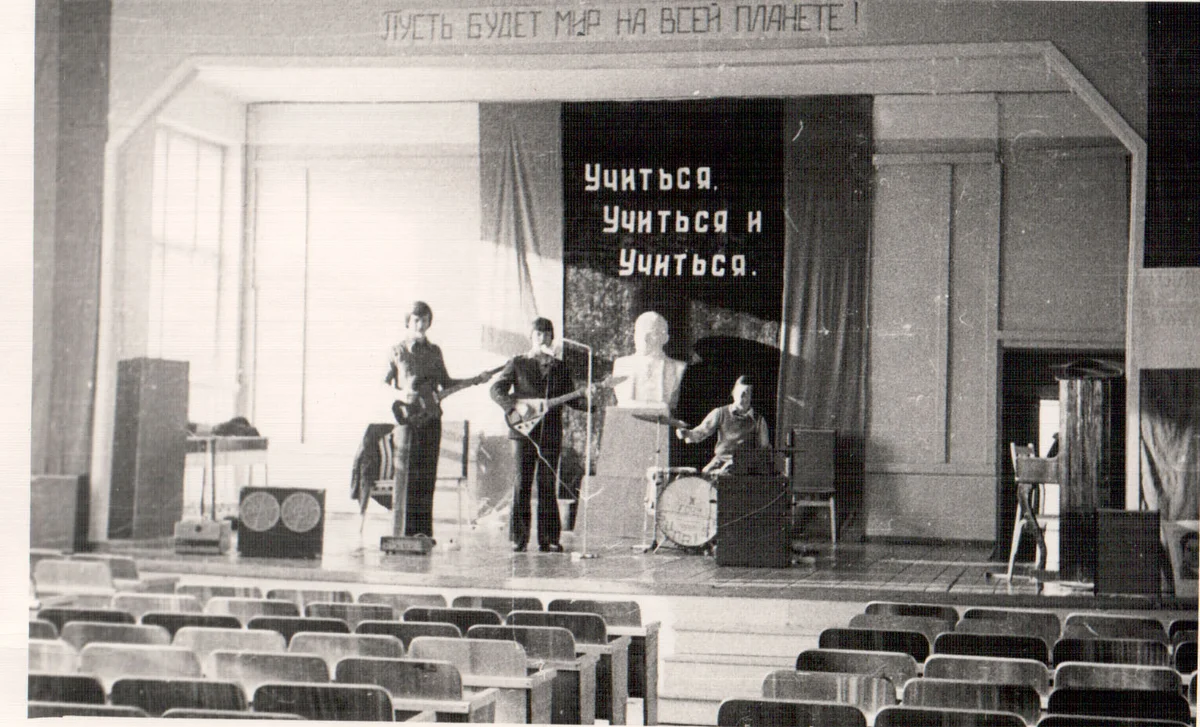 ПУСТЬ БУДЕТ МИР НА ВСЕЙ ПЛАНЕТЕ!
Учиться,
Учиться и
Учиться.